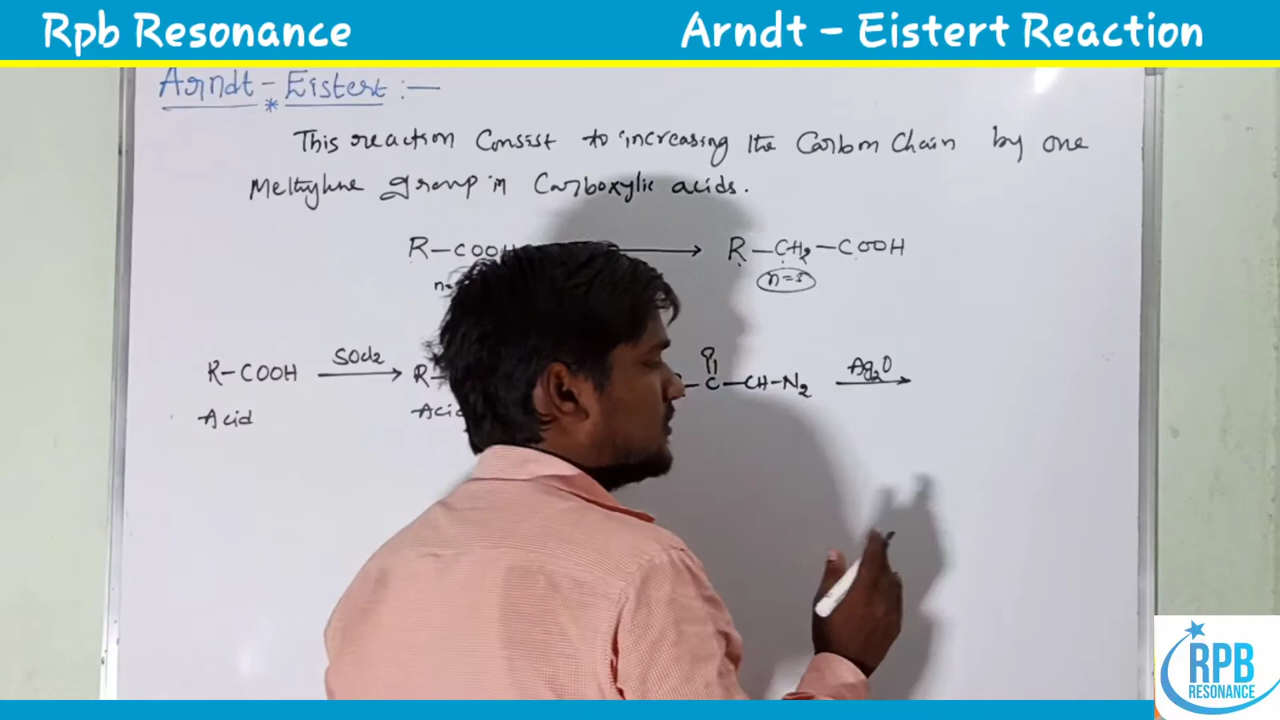 Rpb Resonance
Arndt - Eistert Reaction
Arndt - Eistert :-
*
This reaction Consist to increasing the Carbon Chain by one
Methylene group in Carboxylic acids.
R-COOH → R-CH2-COOH
n=3
R-COOH SOCl2 → R- -C-CH-N2 Ag2O →
O
Acid Acid
RPB
RESONANCE